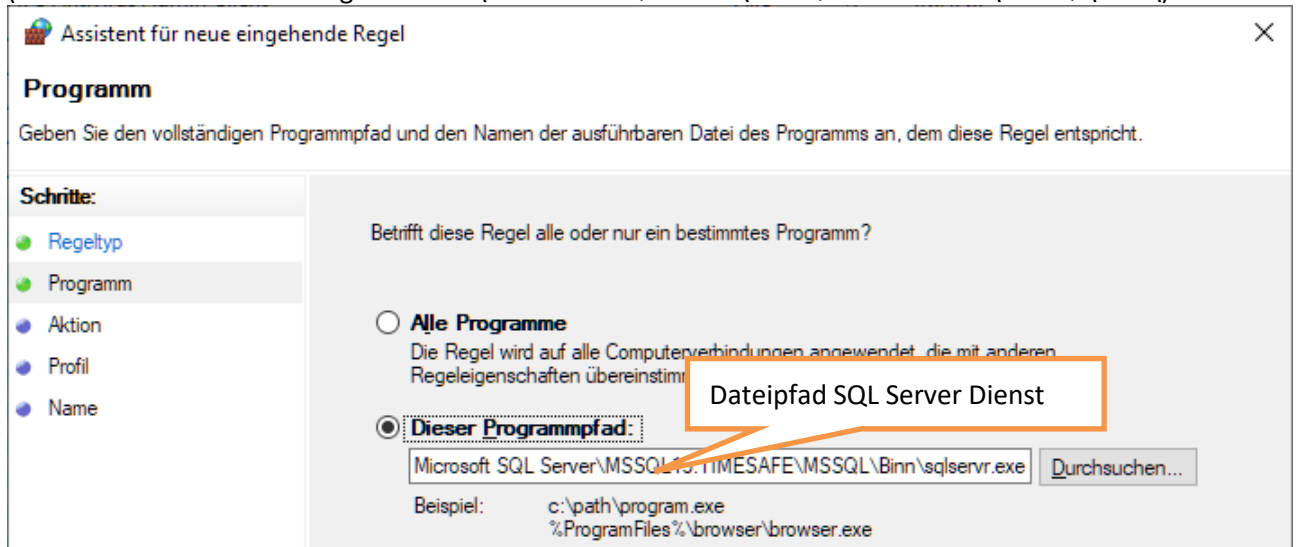 Assistent für neue eingehende Regel
Programm
Geben Sie den vollständigen Programmpfad und den Namen der ausführbaren Datei des Programms an, dem diese Regel entspricht.
Schritte:
Regeltyp
Programm
Aktion
Profil
Name
Betrifft diese Regel alle oder nur ein bestimmtes Programm?
Alle Programme
Die Regel wird auf alle Computerverbindungen angewendet, die mit anderen
Regeleigenschaften
Dateipfad SQL Server Dienst
Dieser Programmpfad:
Microsoft SQL Server\MSSQL15.TIMESAFE\MSSQL\Binn\sqlservr.exe
Durchsuchen...
Beispiel:
c:\path\program.exe
%ProgramFiles%\browser\browser.exe